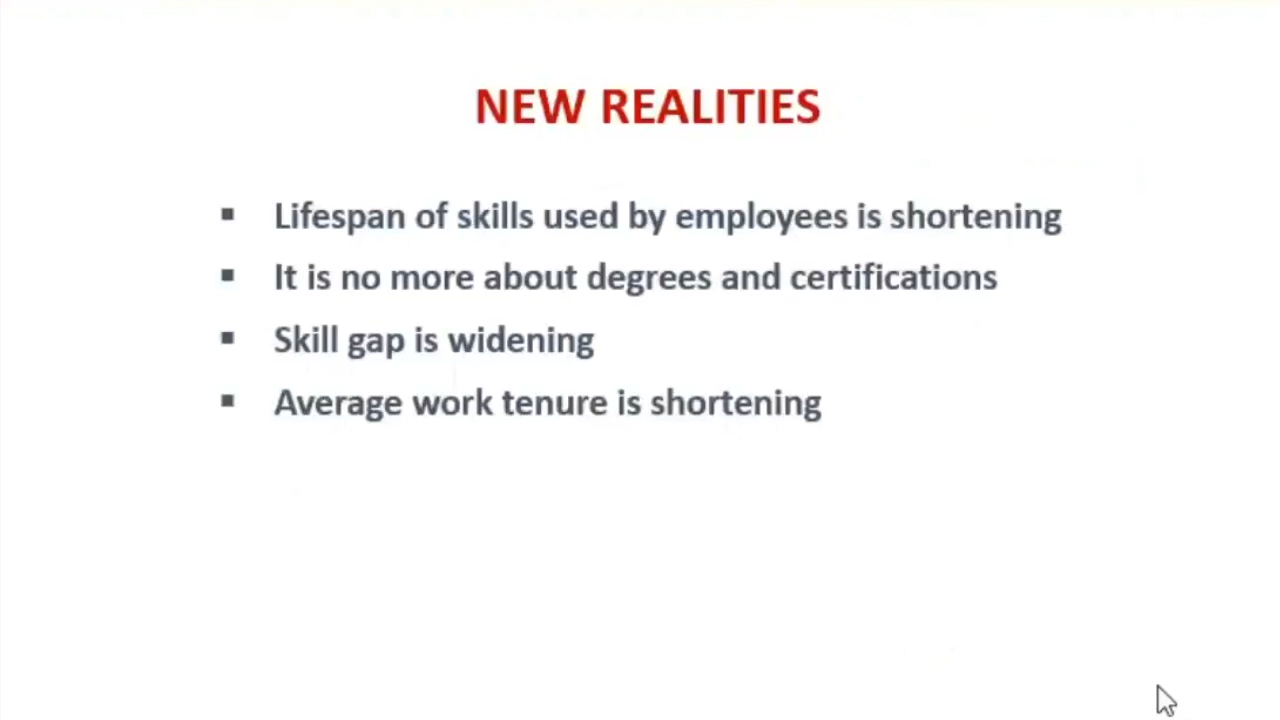 NEW REALITIES
▪ Lifespan of skills used by employees is shortening
▪ It is no more about degrees and certifications
▪ Skill gap is widening
▪ Average work tenure is shortening